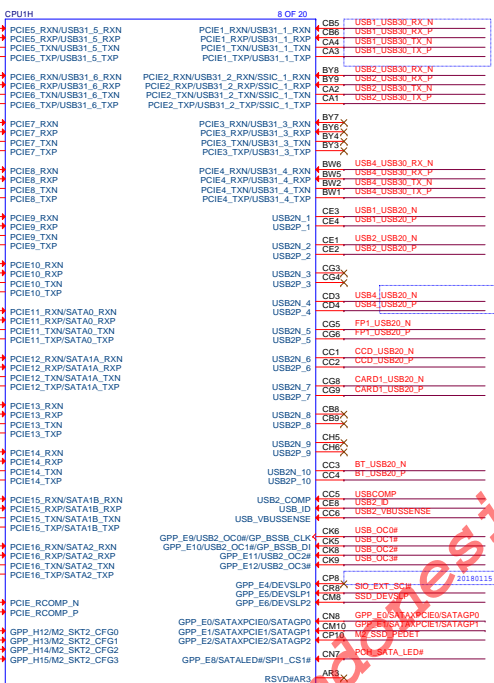 CPU1H 8 OF 20
PCIE5_RXN/USB31_5_RXN PCIE1_RXN/USB31_1_RXN CB5 USB1_USB30_RX_N
PCIE5_RXP/USB31_5_RXP PCIE1_RXP/USB31_1_RXP CB6 USB1_USB30_RX_P
PCIE5_TXN/USB31_5_TXN PCIE1_TXN/USB31_1_TXN CA4 USB1_USB30_TX_N
PCIE5_TXP/USB31_5_TXP PCIE1_TXP/USB31_1_TXP CA3 USB1_USB30_TX_P
PCIE6_RXN/USB31_6_RXN PCIE2_RXN/USB31_2_RXN/SSIC_1_RXN BY8 USB2_USB30_RX_N
PCIE6_RXP/USB31_6_RXP PCIE2_RXP/USB31_2_RXP/SSIC_1_RXP BY9 USB2_USB30_RX_P
PCIE6_TXN/USB31_6_TXN PCIE2_TXN/USB31_2_TXN/SSIC_1_TXN CA2 USB2_USB30_TX_N
PCIE6_TXP/USB31_6_TXP PCIE2_TXP/USB31_2_TXP/SSIC_1_TXP CA1 USB2_USB30_TX_P
PCIE7_RXN PCIE3_RXN/USB31_3_RXN BY7
PCIE7_RXP PCIE3_RXP/USB31_3_RXP BY6
PCIE7_TXN PCIE3_TXN/USB31_3_TXN BY4
PCIE7_TXP PCIE3_TXP/USB31_3_TXP BY3
PCIE8_RXN PCIE4_RXN/USB31_4_RXN BW6 USB4_USB30_RX_N
PCIE8_RXP PCIE4_RXP/USB31_4_RXP BW5 USB4_USB30_RX_P
PCIE8_TXN PCIE4_TXN/USB31_4_TXN BW2 USB4_USB30_TX_N
PCIE8_TXP PCIE4_TXP/USB31_4_TXP BW1 USB4_USB30_TX_P
PCIE9_RXN USB2N_1 CE3 USB1_USB20_N
PCIE9_RXP USB2P_1 CE4 USB1_USB20_P
PCIE9_TXN
PCIE9_TXP USB2N_2 CE1 USB2_USB20_N
USB2P_2 CE2 USB2_USB20_P
PCIE10_RXN
PCIE10_RXP USB2N_3 CG3
PCIE10_TXN USB2P_3 CG4
PCIE10_TXP
USB2N_4 CD3 USB4_USB20_N
PCIE11_RXN/SATA0_RXN USB2P_4 CD4 USB4_USB20_P
PCIE11_RXP/SATA0_RXP
PCIE11_TXN/SATA0_TXN USB2N_5 CG5 FP1_USB20_N
PCIE11_TXP/SATA0_TXP USB2P_5 CG6 FP1_USB20_P
PCIE12_RXN/SATA1A_RXN USB2N_6 CC1 CCD_USB20_N
PCIE12_RXP/SATA1A_RXP USB2P_6 CC2 CCD_USB20_P
PCIE12_TXN/SATA1A_TXN
PCIE12_TXP/SATA1A_TXP USB2N_7 CG8 CARD1_USB20_N
USB2P_7 CG9 CARD1_USB20_P
PCIE13_RXN
PCIE13_RXP USB2N_8 CB8
PCIE13_TXN USB2P_8 CB9
PCIE13_TXP
USB2N_9 CH5
PCIE14_RXN USB2P_9 CH6
PCIE14_RXP
PCIE14_TXN USB2N_10 CC3 BT_USB20_N
PCIE14_TXP USB2P_10 CC4 BT_USB20_P
PCIE15_RXN/SATA1B_RXN USB2_COMP CC5 USBCOMP
PCIE15_RXP/SATA1B_RXP USB_ID CE8 USB2_ID
PCIE15_TXN/SATA1B_TXN USB_VBUSSENSE CC6 USB2_VBUSSENSE
PCIE15_TXP/SATA1B_TXP
GPP_E9/USB2_OC0#/GP_BSSB_CLK CK6 USB_OC0#
PCIE16_RXN/SATA2_RXN GPP_E10/USB2_OC1#/GP_BSSB_DI CK5 USB_OC1#
PCIE16_RXP/SATA2_RXP GPP_E11/USB2_OC2# CK8 USB_OC2#
PCIE16_TXN/SATA2_TXN GPP_E12/USB2_OC3# CK9 USB_OC3#
PCIE16_TXP/SATA2_TXP
GPP_E4/DEVSLP0 CP8 20180115
GPP_E5/DEVSLP1 CR8 SIO_EXT_SCI#
PCIE_RCOMP_N GPP_E6/DEVSLP2 CM8 SSD_DEVSLP
PCIE_RCOMP_P
GPP_E0/SATAXPCIE0/SATAGP0 CN8 GPP_E0/SATAXPCIE0/SATAGP0
GPP_H12/M2_SKT2_CFG0 GPP_E1/SATAXPCIE1/SATAGP1 CM10 GPP_E1/SATAXPCIE1/SATAGP1
GPP_H13/M2_SKT2_CFG1 GPP_E2/SATAXPCIE2/SATAGP2 CP10 M2_SSD_PEDET
GPP_H14/M2_SKT2_CFG2
GPP_H15/M2_SKT2_CFG3 GPP_E8/SATALED#/SPI1_CS1# CN7 PCH_SATA_LED#
RSVD#AR3 AR3